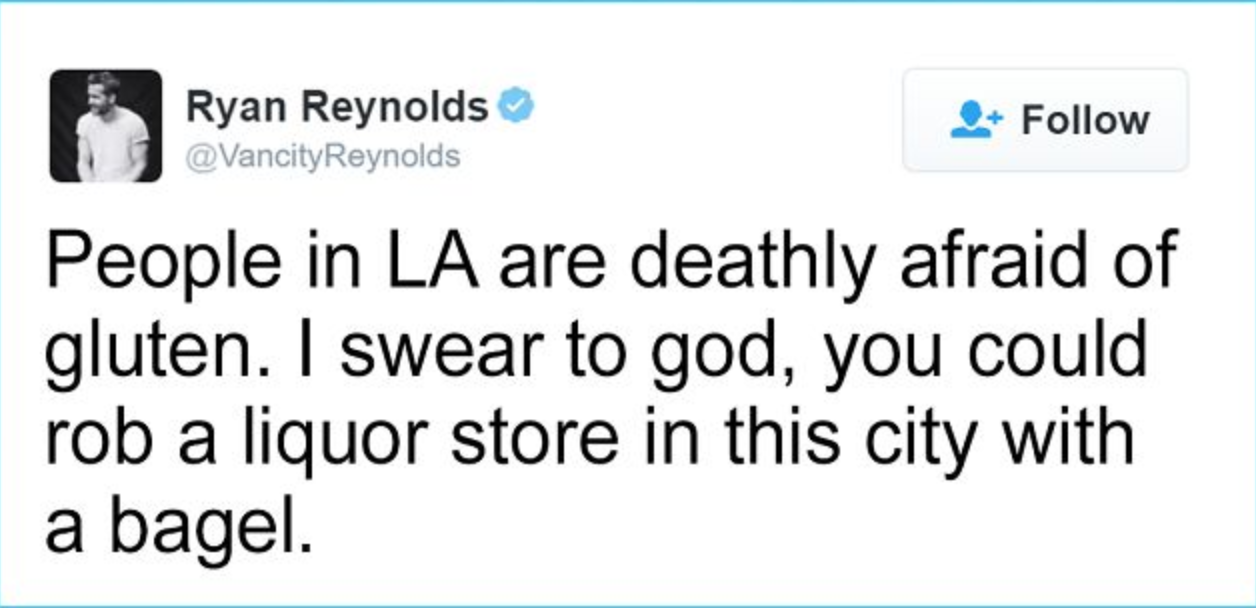 Ryan Reynolds
@VancityReynolds
Follow
People in LA are deathly afraid of
gluten. I swear to god, you could
rob a liquor store in this city with
a bagel.